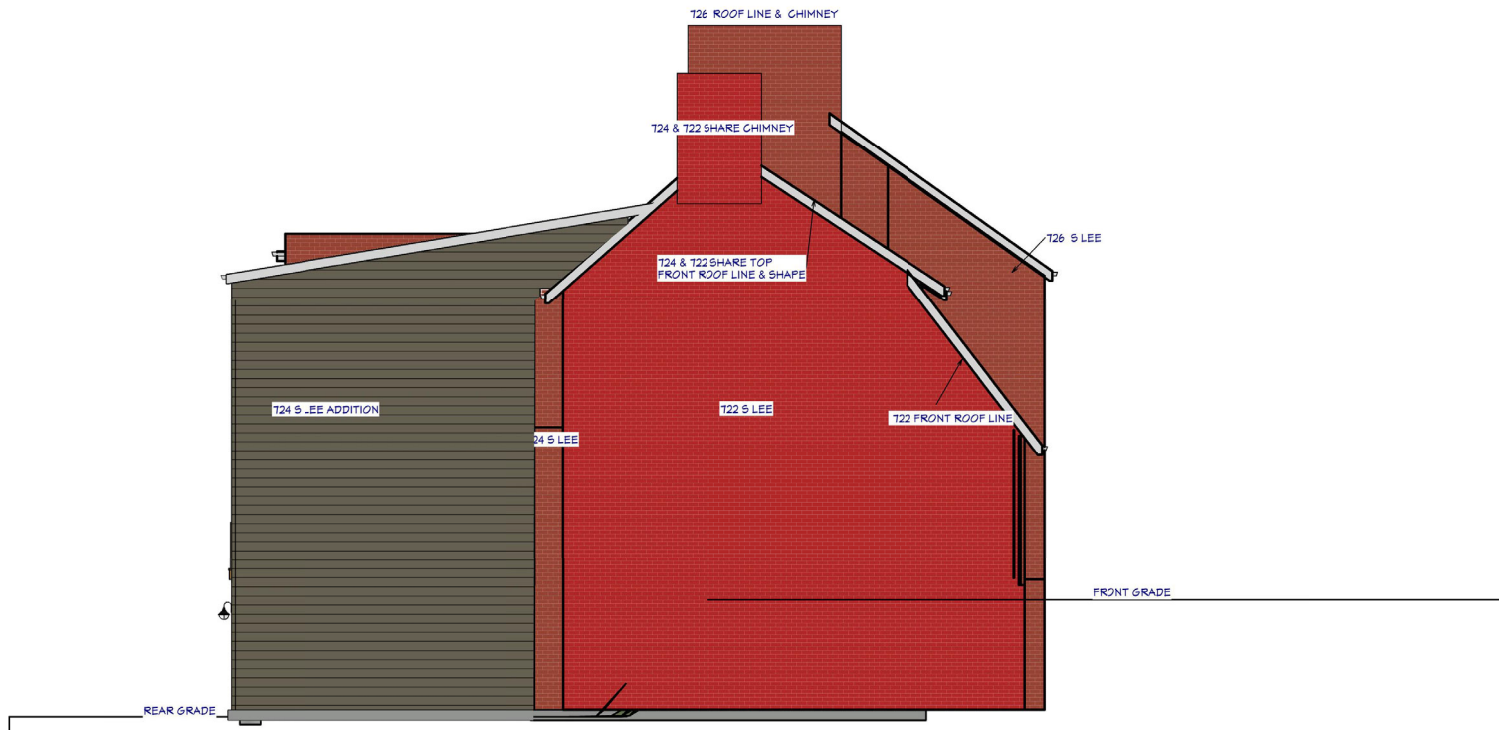 726 ROOF LINE & CHIMNEY
724 & 722 SHARE CHIMNEY
726 S LEE
724 & 722 SHARE TOP
FRONT ROOF LINE & SHAPE
724 S LEE ADDITION
722 S LEE
722 FRONT ROOF LINE
24 S LEE
FRONT GRADE
REAR GRADE